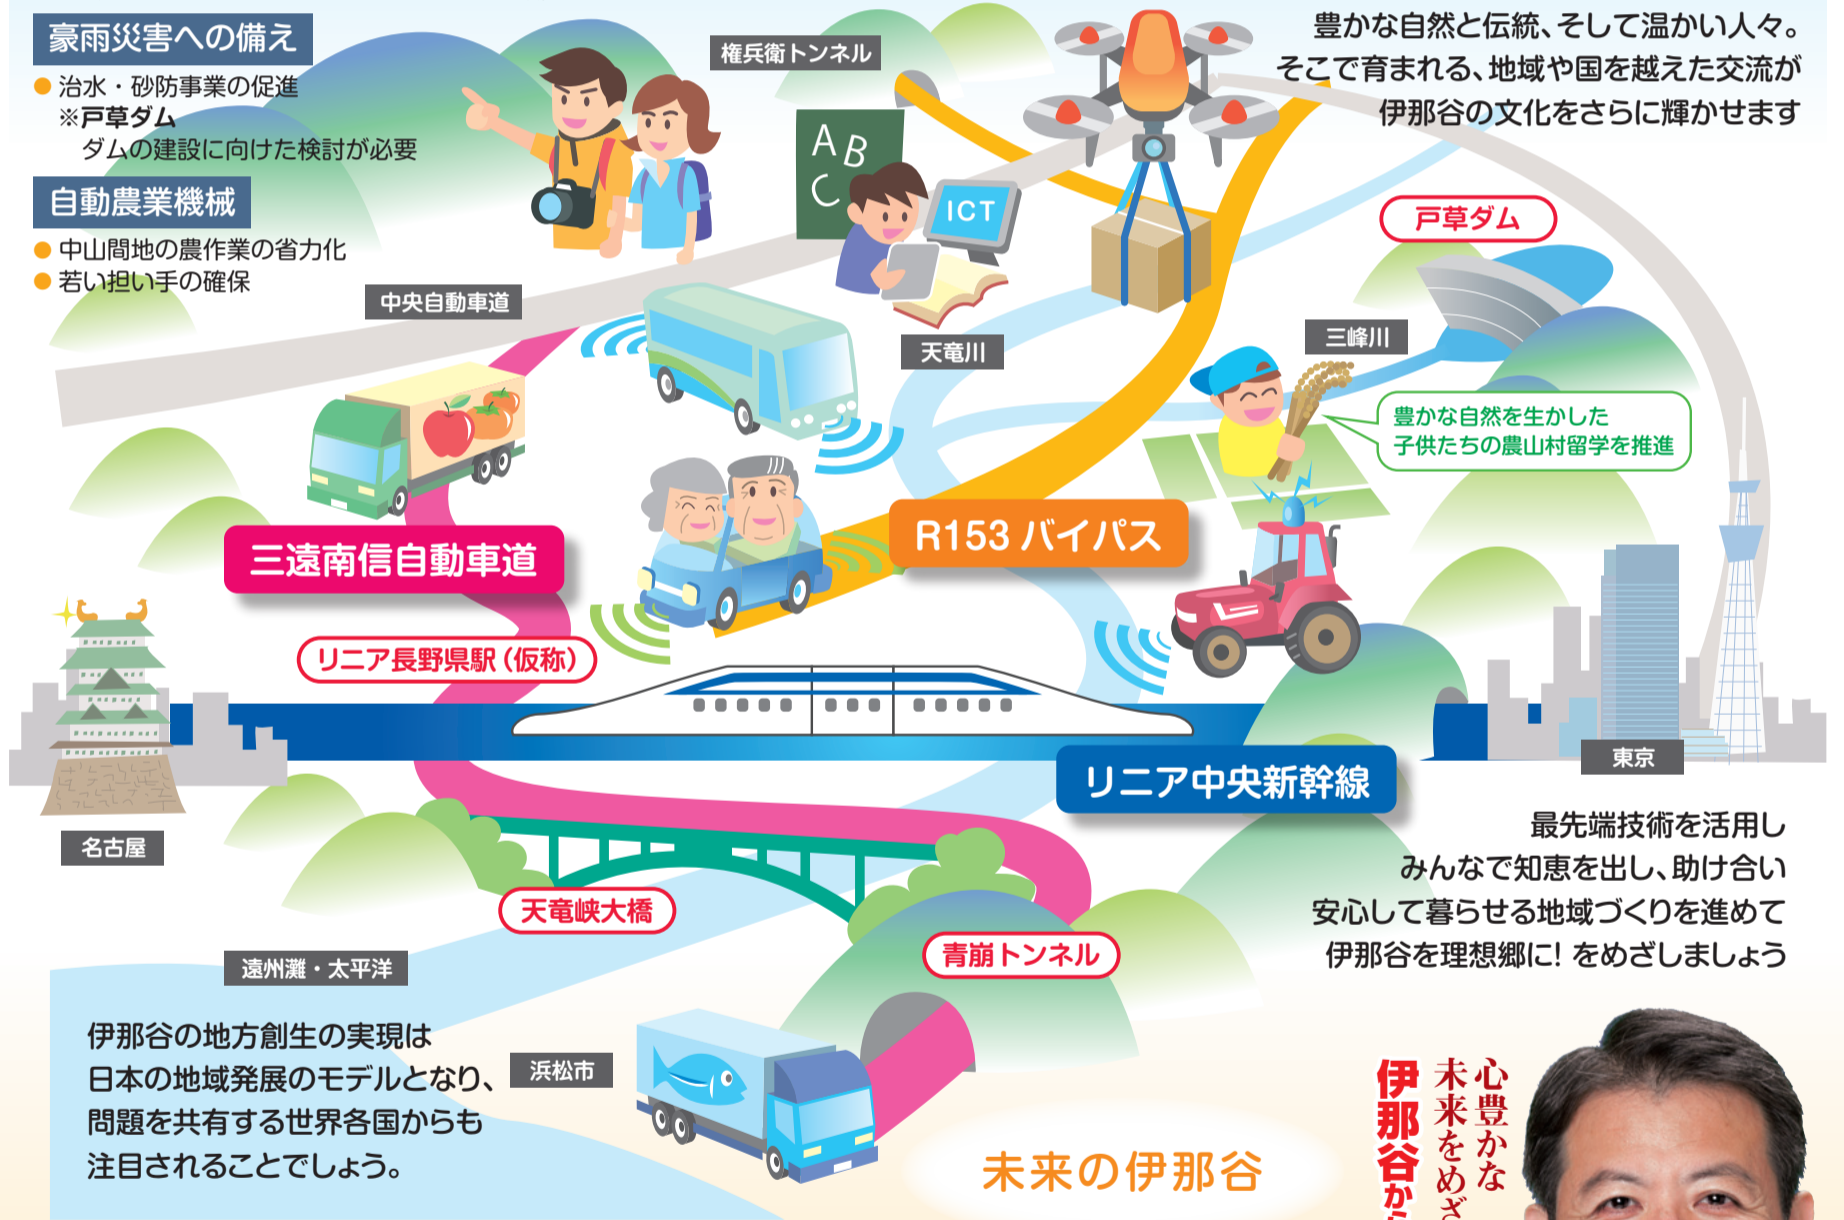 豪雨災害への備え
● 治水・砂防事業の促進
※戸草ダム
ダムの建設に向けた検討が必要
自動農業機械
● 中山間地の農作業の省力化
● 若い担い手の確保
権兵衛トンネル
豊かな自然と伝統、そして温かい人々。
そこで育まれる、地域や国を越えた交流が
伊那谷の文化をさらに輝かせます
A B
C
ICT
戸草ダム
中央自動車道
天竜川
三峰川
豊かな自然を生かした
子供たちの農山村留学を推進
三遠南信自動車道
R153 バイパス
リニア長野県駅（仮称）
リニア中央新幹線
東京
名古屋
最先端技術を活用し
みんなで知恵を出し、助け合い
安心して暮らせる地域づくりを進めて
伊那谷を理想郷に! をめざしましょう
天竜峡大橋
青崩トンネル
遠州灘・太平洋
伊那谷の地方創生の実現は
日本の地域発展のモデルとなり、
問題を共有する世界各国からも
注目されることでしょう。
浜松市
未来の伊那谷
心豊かな
未来をめざ
伊那谷から